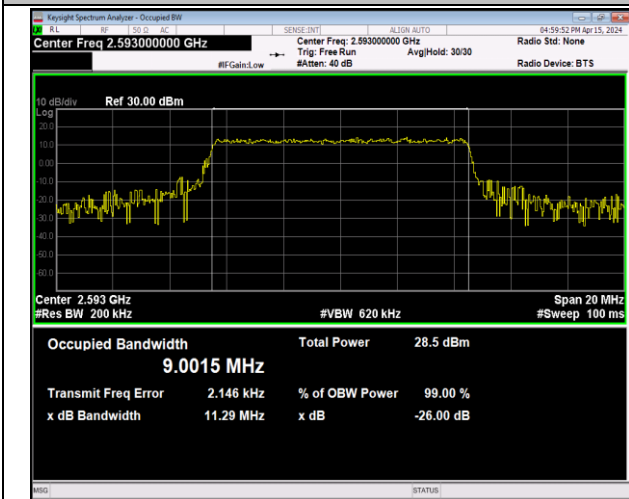 Keysight Spectrum Analyzer - Occupied BW
RL RF 50 Ω AC SENSE:INT ALIGN AUTO 04:59:52 PM Apr 15, 2024
Center Freq 2.593000000 GHz Center Freq: 2.593000000 GHz Radio Std: None
Trig: Free Run Avg|Hold: 30/30
#IFGain:Low #Atten: 40 dB Radio Device: BTS
10 dB/div Ref 30.00 dBm
Log
20.0
10.0
0.00
-10.0
-20.0
-30.0
-40.0
-50.0
-60.0
Center 2.593 GHz Span 20 MHz
#Res BW 200 kHz #VBW 620 kHz #Sweep 100 ms
Occupied Bandwidth Total Power 28.5 dBm
9.0015 MHz
Transmit Freq Error 2.146 kHz % of OBW Power 99.00 %
x dB Bandwidth 11.29 MHz x dB -26.00 dB
MSG STATUS